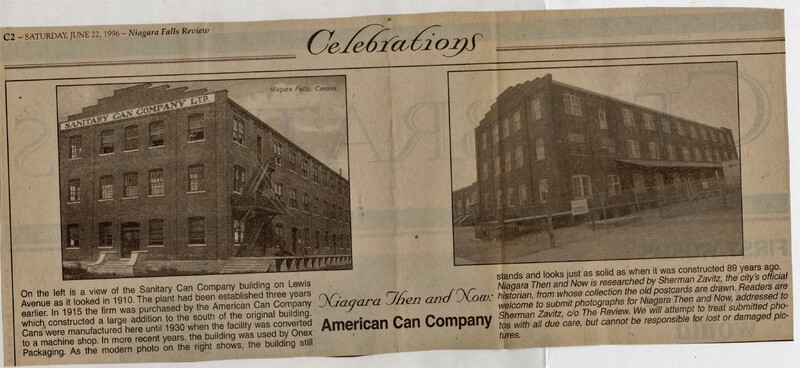 C2 – SATURDAY, JUNE 22, 1996 – Niagara Falls Review
Celebrations
Niagara Falls, Canada.
SANITARY CAN COMPANY LTD.
On the left is a view of the Sanitary Can Company building on Lewis
Avenue as it looked in 1910. The plant had been established three years
earlier. In 1915 the firm was purchased by the American Can Company
which, constructed a large addition to the south of the original building.
Cans were manufactured here until 1930 when the facility was converted
to a machine shop. In more recent years, the building was used by Onex
Packaging. As the modern photo on the right shows, the building still
Niagara Then and Now:
American Can Company
stands and looks just as solid as when it was constructed 89 years ago.
Niagara Then and Now is researched by Sherman Zavitz, the city's official
historian, from whose collection the old postcards are drawn. Readers are
welcome to submit photographs for Niagara Then and Now, addressed to
Sherman Zavitz, c/o The Review. We will attempt to treat submitted pho-
tos with all due care, but cannot be responsible for lost or damaged pic-
tures.